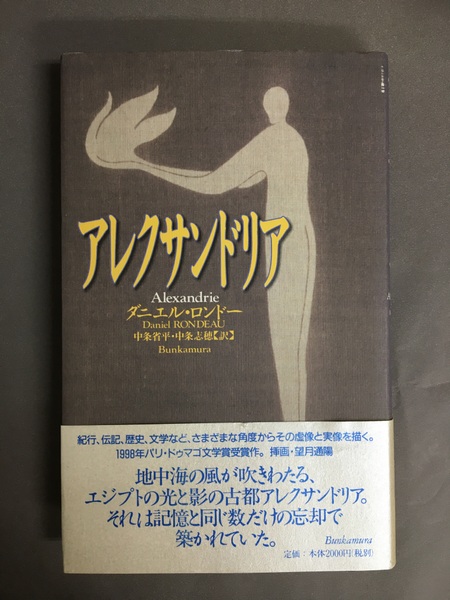 アレクサンドリア
Alexandrie
ダニエル・ロンドー
Daniel RONDEAU
中条省平・中条志穂【訳】
Bunkamura
紀行、伝記、歴史、文学など、さまざまな角度からその虚像と実像を描く。
1998年パリ・ドゥマゴ文学賞受賞作。 挿画・望月通陽
地中海の風が吹きわたる、
エジプトの光と影の古都アレクサンドリア。
それは記憶と同じ数だけの忘却で
築かれていた。
Bunkamura
定価：本体2000円(税別)